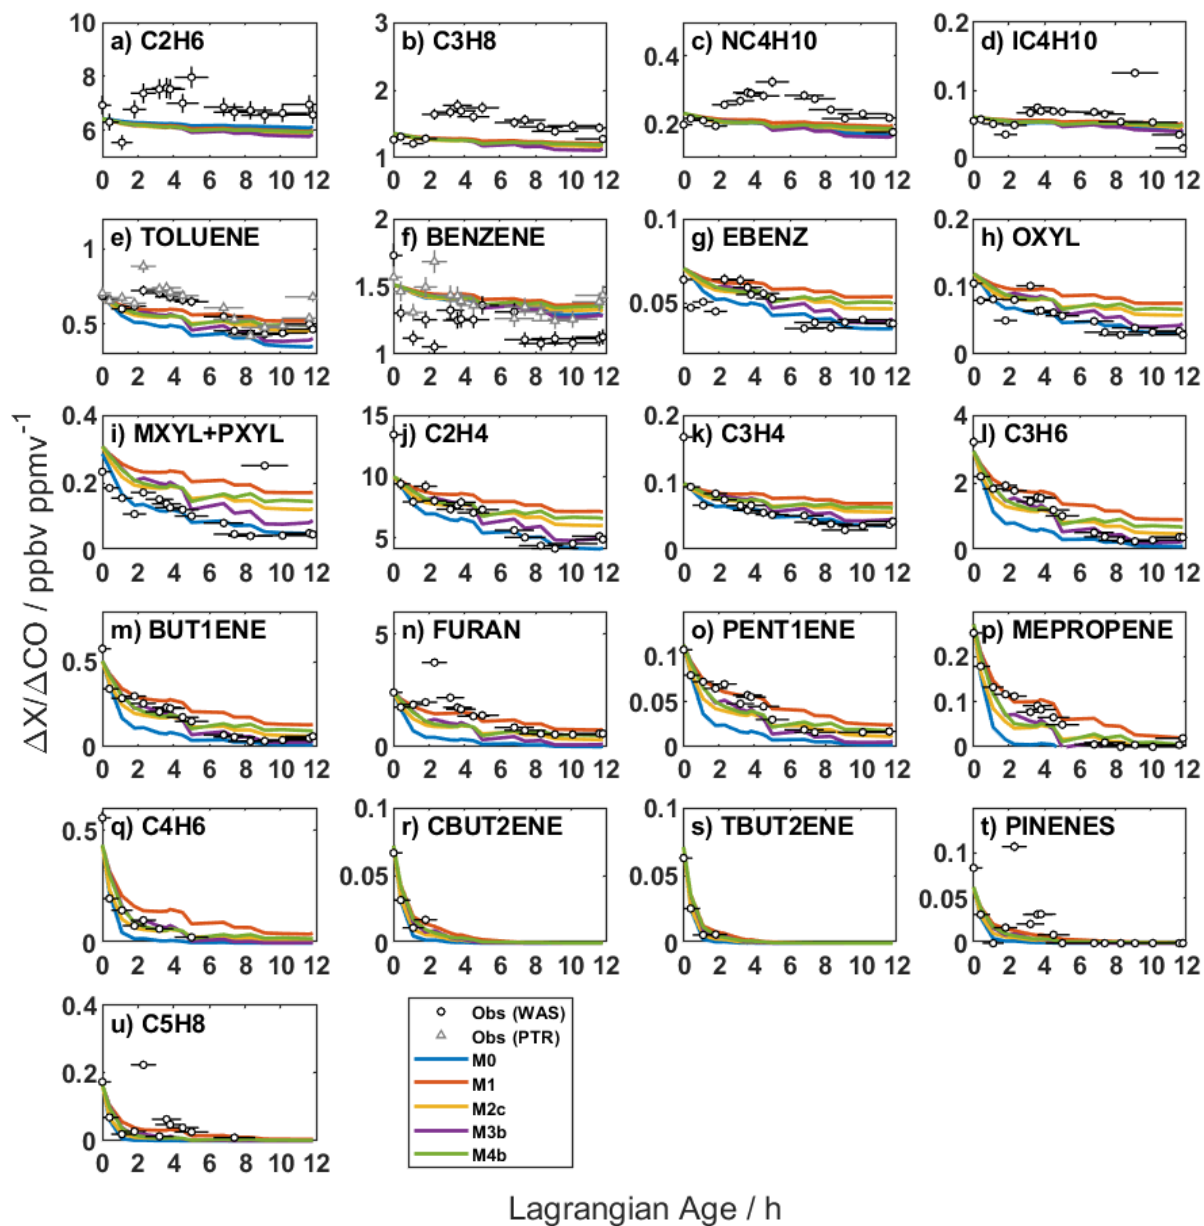 a) C2H6
b) C3H8
c) NC4H10
d) IC4H10
10
8
6
0 2 4 6 8 10 12
3
2
1
0 2 4 6 8 10 12
0.4
0.2
0 2 4 6 8 10 12
0.1
0.05
0
0 2 4 6 8 10 12
e) TOLUENE
f) BENZENE
g) EBENZ
h) OXYL
1
0.5
0 2 4 6 8 10 12
2
1.5
1
0 2 4 6 8 10 12
0.1
0.05
0 2 4 6 8 10 12
0.2
0.1
0
0 2 4 6 8 10 12
i) MXYL+PXYL
j) C2H4
k) C3H4
l) C3H6
0.4
0.2
0
0 2 4 6 8 10 12
15
10
5
0 2 4 6 8 10 12
0.2
0.1
0
0 2 4 6 8 10 12
4
2
0
0 2 4 6 8 10 12
m) BUT1ENE
n) FURAN
o) PENT1ENE
p) MEPROPENE
0.5
0
0 2 4 6 8 10 12
5
0
0 2 4 6 8 10 12
0.1
0.05
0
0 2 4 6 8 10 12
0.2
0.1
0
0 2 4 6 8 10 12
q) C4H6
r) CBUT2ENE
s) TBUT2ENE
t) PINENES
0.5
0
0 2 4 6 8 10 12
0.1
0.05
0
0 2 4 6 8 10 12
0.1
0.05
0
0 2 4 6 8 10 12
0.1
0.05
0
0 2 4 6 8 10 12
u) C5H8
0.4
0.2
0
0 2 4 6 8 10 12
Obs (WAS)
Obs (PTR)
M0
M1
M2c
M3b
M4b
ΔX/ΔCO / ppbv ppmv⁻¹
Lagrangian Age / h